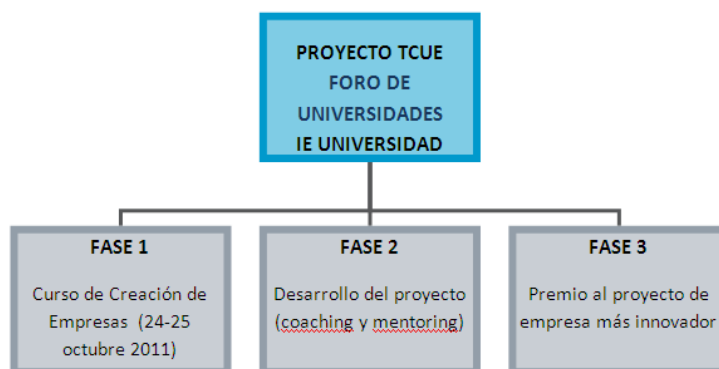 PROYECTO TCUE
FORO DE
UNIVERSIDADES
IE UNIVERSIDAD
FASE 1
Curso de Creación de
Empresas (24-25
octubre 2011)
FASE 2
Desarrollo del proyecto
(coaching y mentoring)
FASE 3
Premio al proyecto de
empresa más innovador